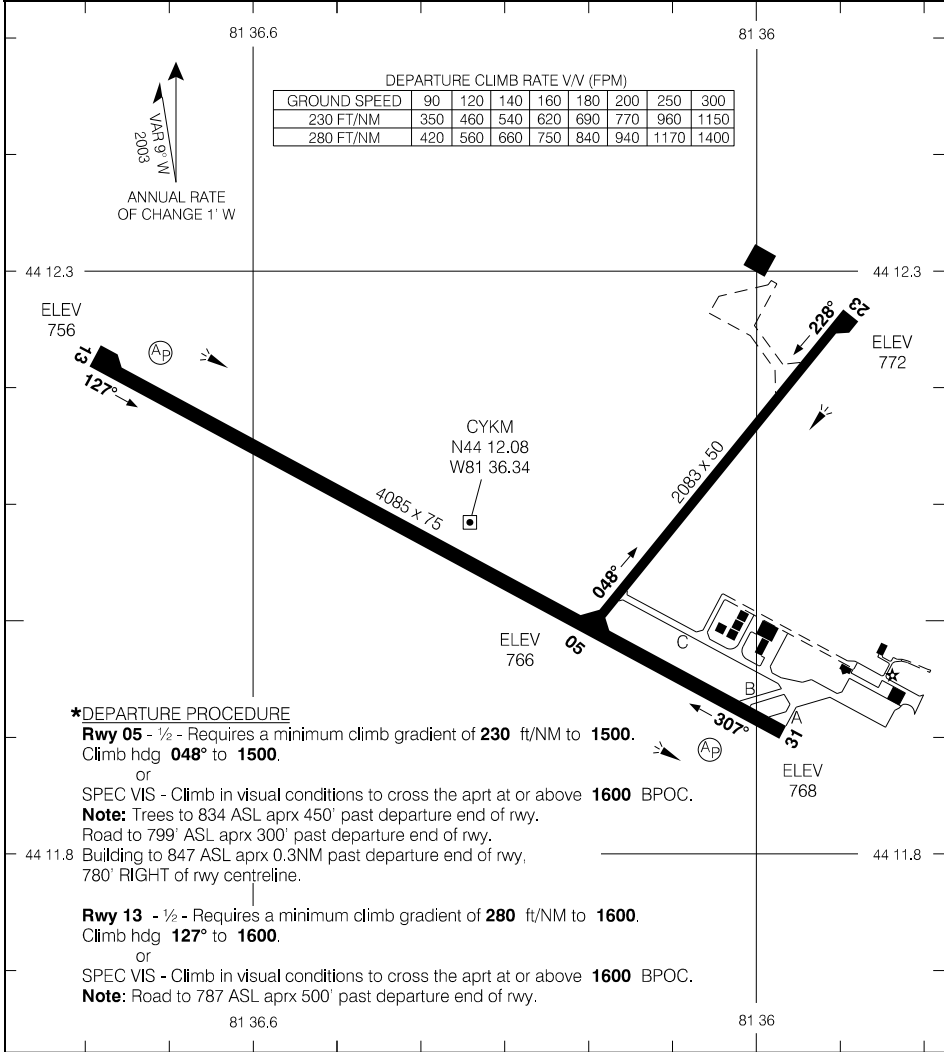 81 36.6 81 36
DEPARTURE CLIMB RATE V/V (FPM)
GROUND SPEED 90 120 140 160 180 200 250 300
230 FT/NM 350 460 540 620 690 770 960 1150
280 FT/NM 420 560 660 750 840 940 1170 1400
VAR 9° W
2003
ANNUAL RATE
OF CHANGE 1' W
44 12.3 44 12.3
ELEV
756
13
127°
AP
23
228°
ELEV
772
CYKM
N44 12.08
W81 36.34
4085 x 75
2083 x 50
048°
05
ELEV
766
C
B
A
307°
31
AP
ELEV
768
*DEPARTURE PROCEDURE
Rwy 05 - ½ - Requires a minimum climb gradient of 230 ft/NM to 1500.
Climb hdg 048° to 1500.
or
SPEC VIS - Climb in visual conditions to cross the aprt at or above 1600 BPOC.
Note: Trees to 834 ASL aprx 450' past departure end of rwy.
Road to 799' ASL aprx 300' past departure end of rwy.
44 11.8 Building to 847 ASL aprx 0.3NM past departure end of rwy, 44 11.8
780' RIGHT of rwy centreline.
Rwy 13 - ½ - Requires a minimum climb gradient of 280 ft/NM to 1600.
Climb hdg 127° to 1600.
or
SPEC VIS - Climb in visual conditions to cross the aprt at or above 1600 BPOC.
Note: Road to 787 ASL aprx 500' past departure end of rwy.
81 36.6 81 36